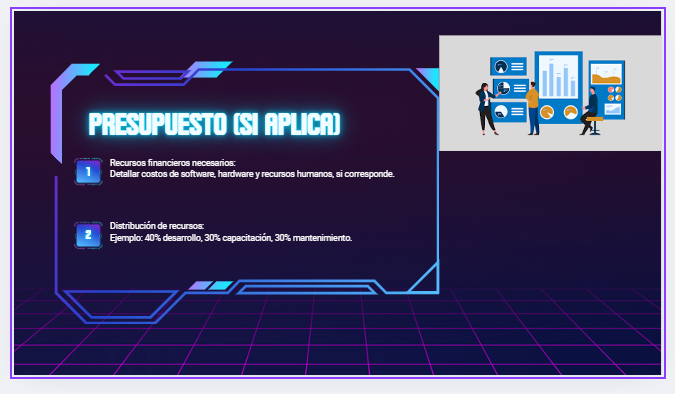 PRESUPUESTO (SI APLICA)
1
Recursos financieros necesarios:
Detallar costos de software, hardware y recursos humanos, si corresponde.
2
Distribución de recursos:
Ejemplo: 40% desarrollo, 30% capacitación, 30% mantenimiento.